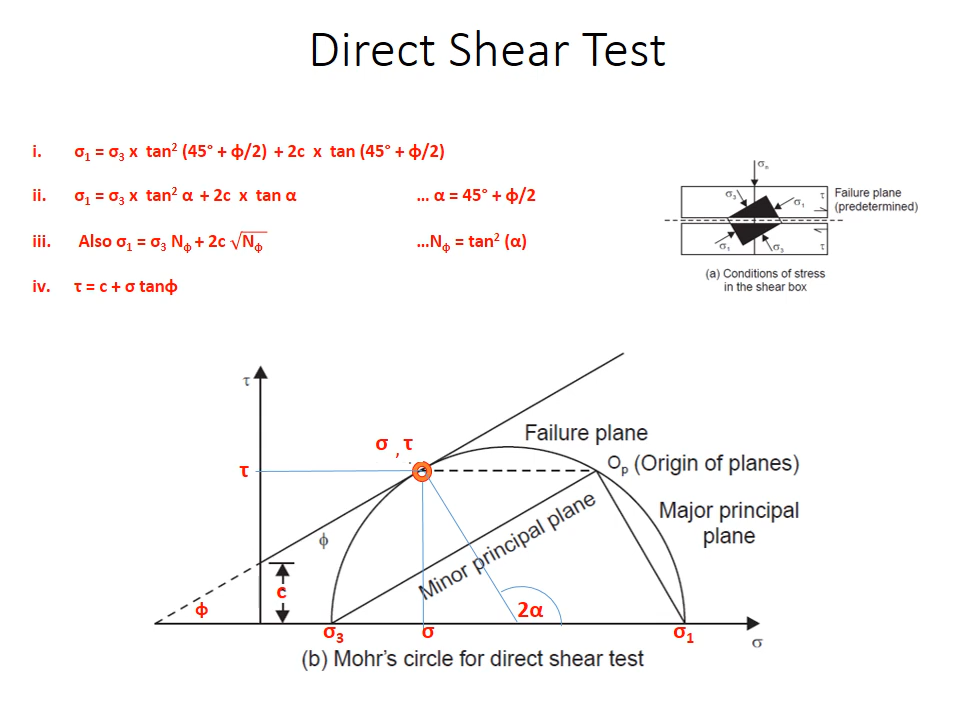 Direct Shear Test
i. σ₁ = σ₃ x tan² (45° + ϕ/2) + 2c x tan (45° + ϕ/2)
ii. σ₁ = σ₃ x tan² α + 2c x tan α ... α = 45° + ϕ/2
iii. Also σ₁ = σ₃ Nϕ + 2c √Nϕ ...Nϕ = tan² (α)
iv. τ = c + σ tanϕ
σₙ
σ₃ σ₁ τ
σ₁ σ₃ τ
Failure plane
(predetermined)
(a) Conditions of stress
in the shear box
τ
σ , τ
Failure plane
τ
Oₚ (Origin of planes)
Major principal
plane
Minor principal plane
ϕ
c
ϕ
2α
σ₃ σ σ₁
σ
(b) Mohr's circle for direct shear test